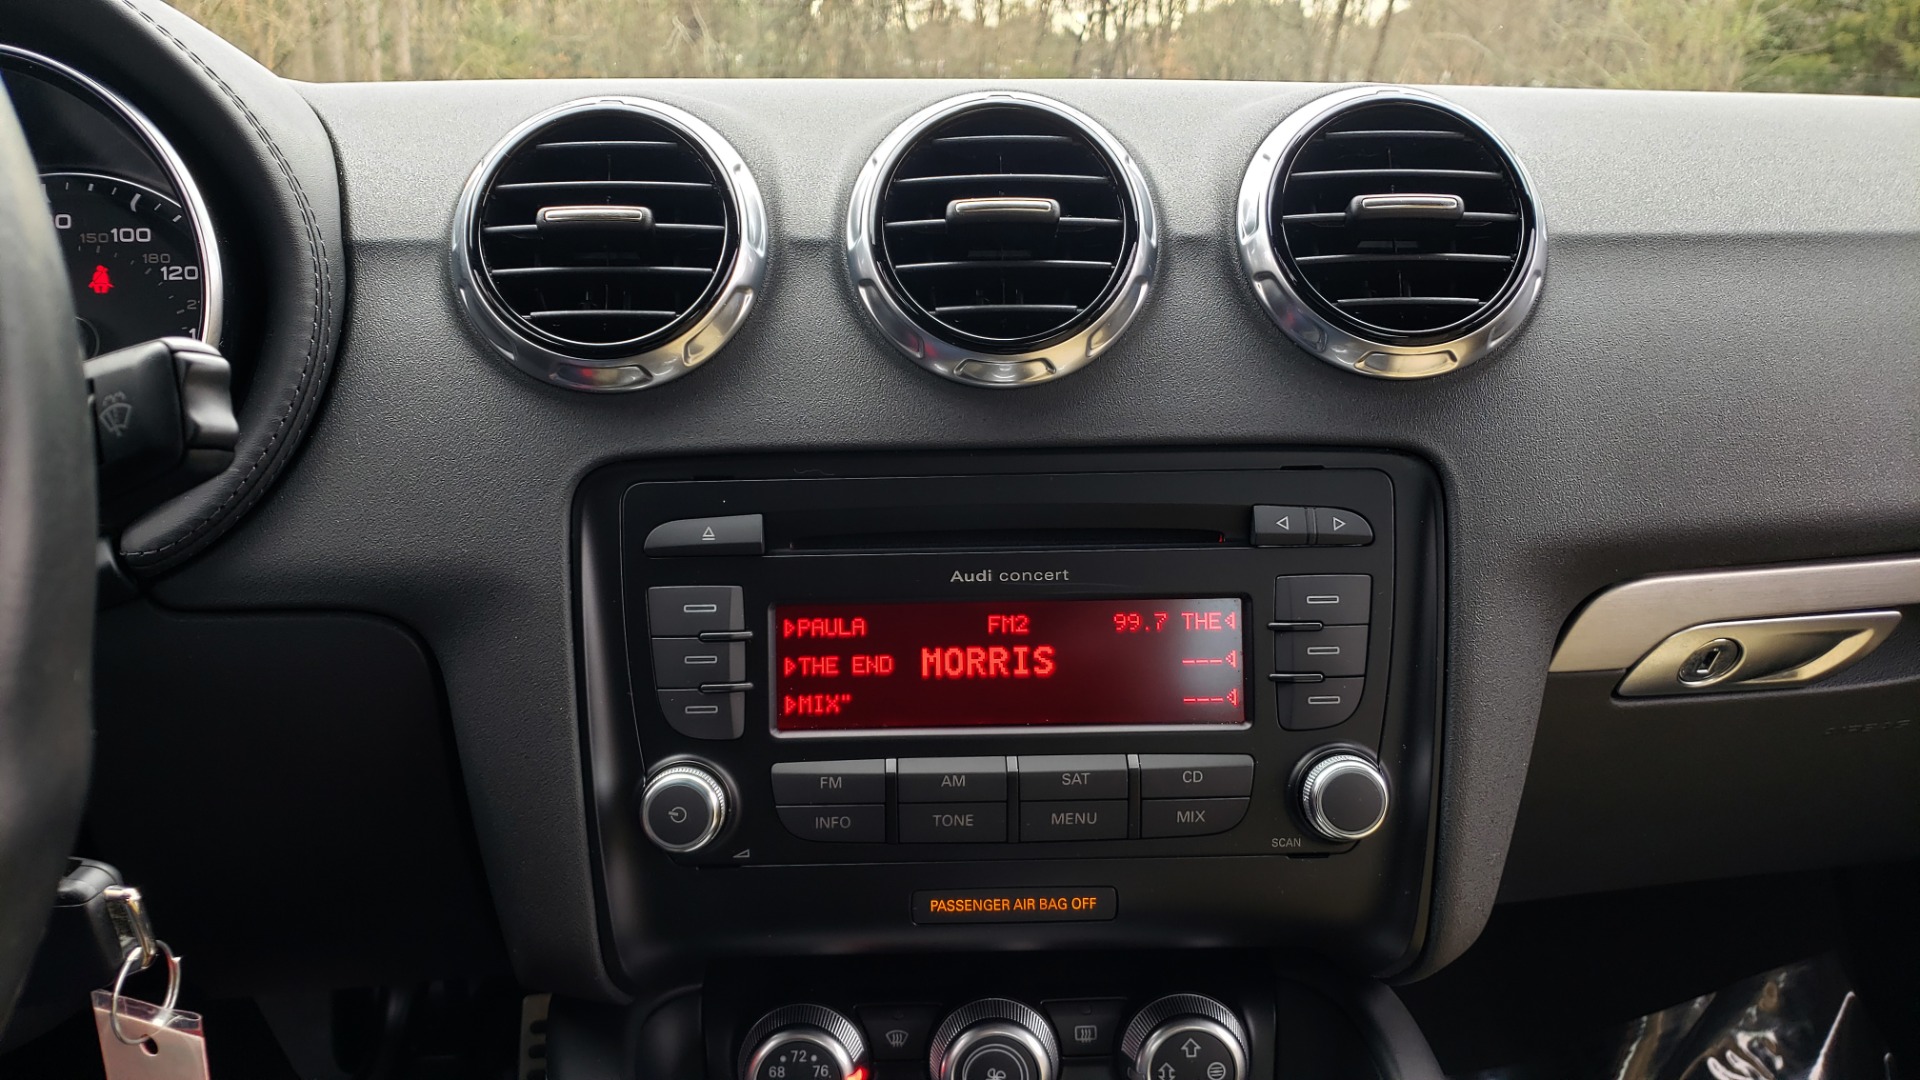 150 100
180
120
Audi concert
PAULA FM2 99.7 THE
THE END MORRIS ---
MIX" ---
FM AM SAT CD
INFO TONE MENU MIX
SCAN
PASSENGER AIR BAG OFF
72
68 76